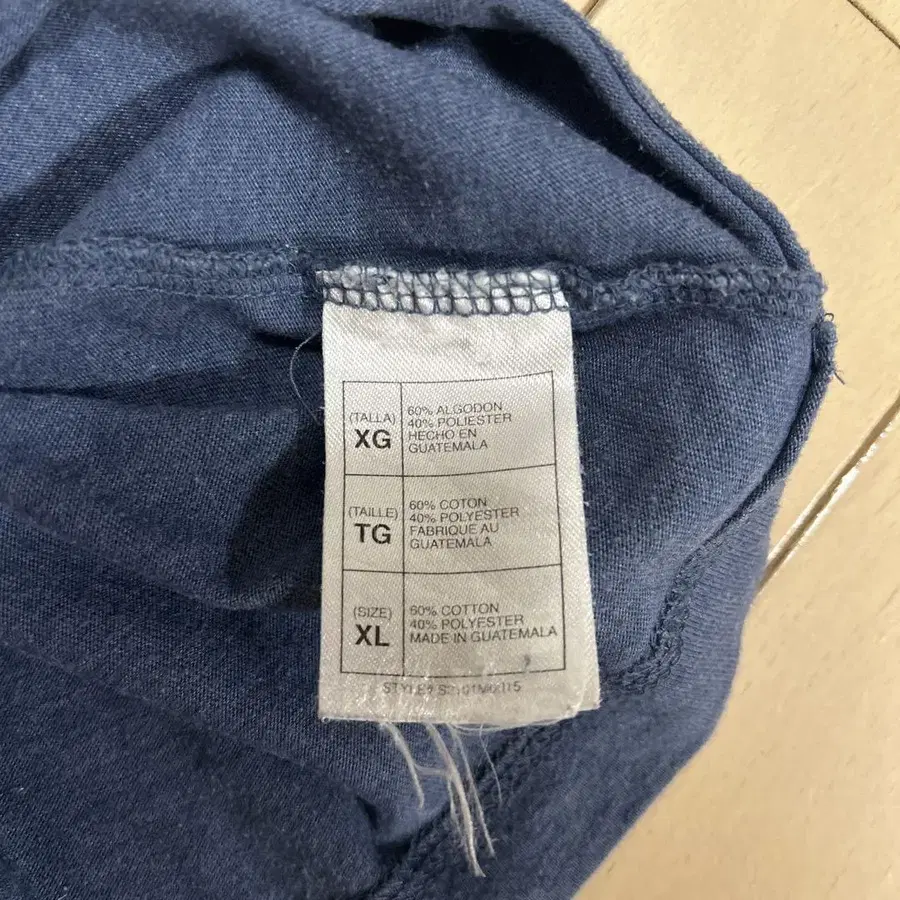 (TALLA)
XG
60% ALGODON
40% POLIESTER
HECHO EN
GUATEMALA
(TAILLE)
TG
60% COTON
40% POLYESTER
FABRIQUE AU
GUATEMALA
(SIZE)
XL
60% COTTON
40% POLYESTER
MADE IN GUATEMALA
STYLE#